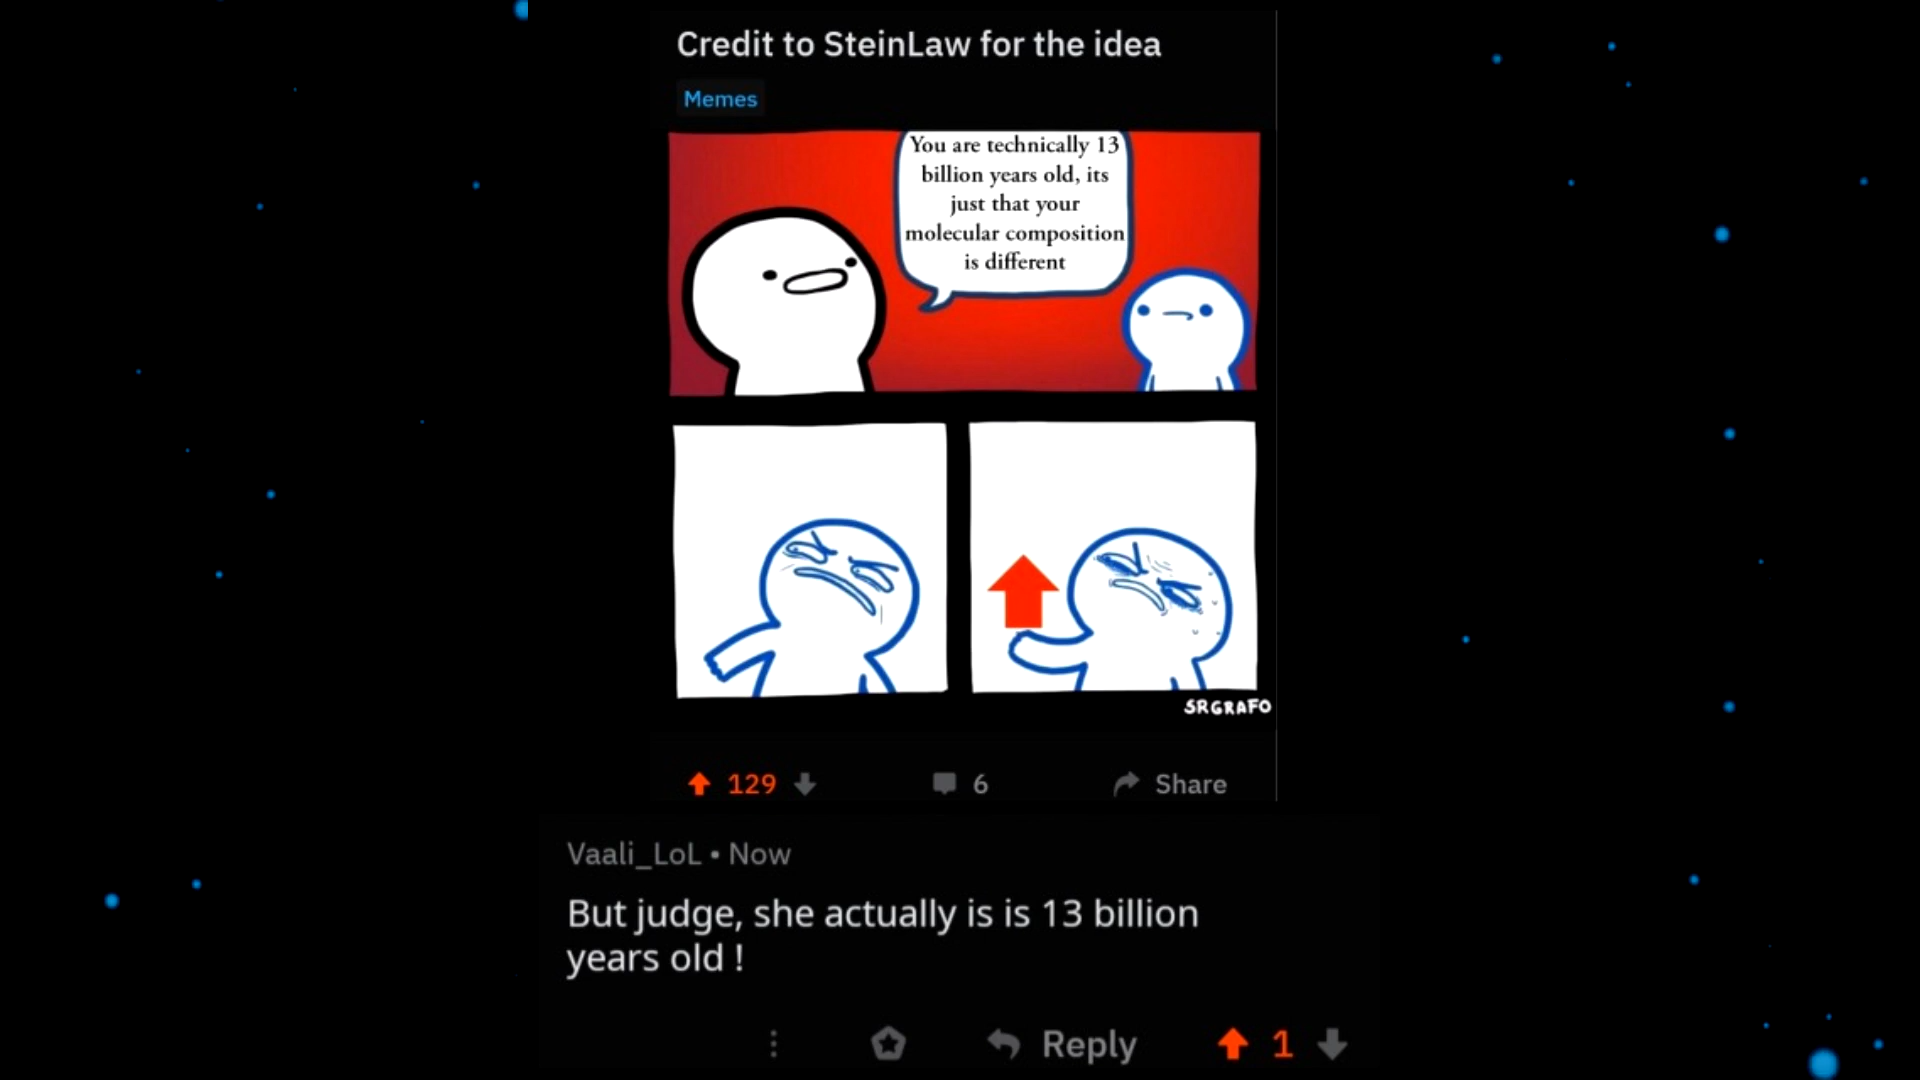 Credit to SteinLaw for the idea
Memes
You are technically 13
billion years old, its
just that your
molecular composition
is different
SRGRAFO
129
6
Share
Vaali_LoL • Now
But judge, she actually is is 13 billion
years old !
Reply
1